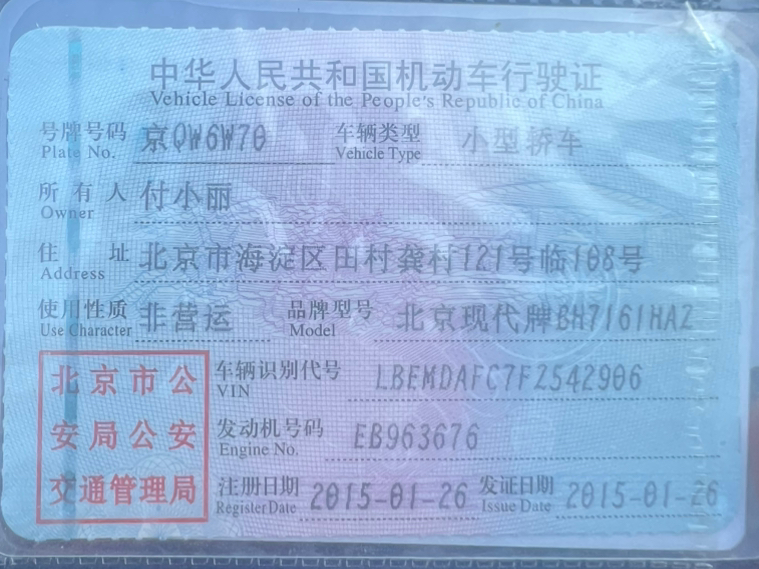 中华人民共和国机动车行驶证
Vehicle License of the People's Republic of China
号牌号码 京QW6W70 车辆类型 小型轿车
Plate No. Vehicle Type
所有人 付小丽
Owner
住址 北京市海淀区田村龚村121号临108号
Address
使用性质 非营运 品牌型号 北京现代牌BH7161HAZ
Use Character Model
北京市公安局公安交通管理局
车辆识别代号 LBEMDAFC7FZ542906
VIN
发动机号码 EB963676
Engine No.
注册日期 2015-01-26 发证日期 2015-01-26
Register Date Issue Date